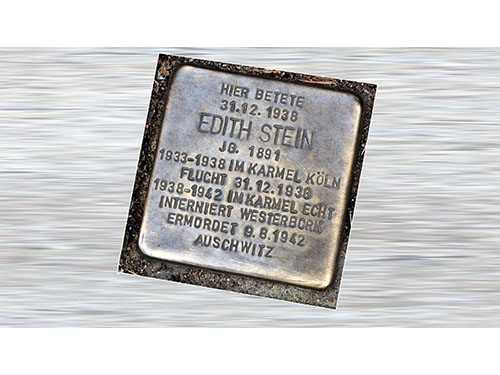 HIER BETETE
31.12. 1938
EDITH STEIN
JG. 1891
1933-1938 IM KARMEL KÖLN
FLUCHT 31.12.1938
1938-1942 IM KARMEL ECHT
INTERNIERT WESTERBORK
ERMORDET 9.8.1942
AUSCHWITZ